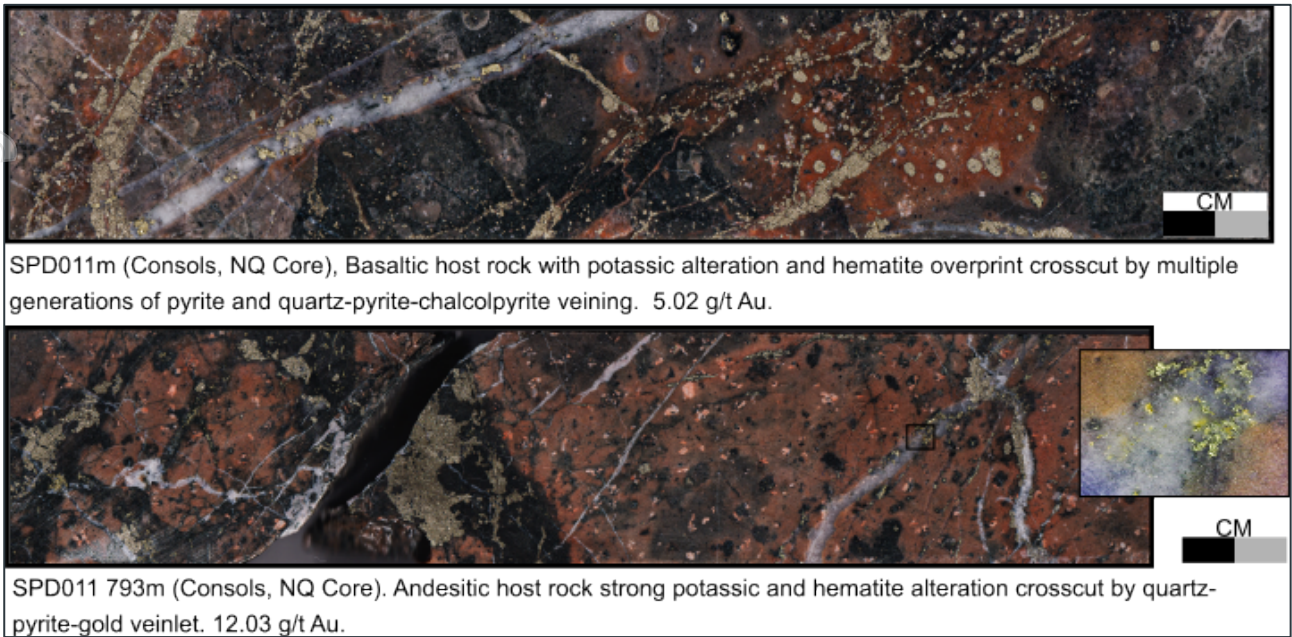 CM
SPD011m (Consols, NQ Core), Basaltic host rock with potassic alteration and hematite overprint crosscut by multiple
generations of pyrite and quartz-pyrite-chalcolpyrite veining.  5.02 g/t Au.
CM
SPD011 793m (Consols, NQ Core). Andesitic host rock strong potassic and hematite alteration crosscut by quartz-
pyrite-gold veinlet. 12.03 g/t Au.